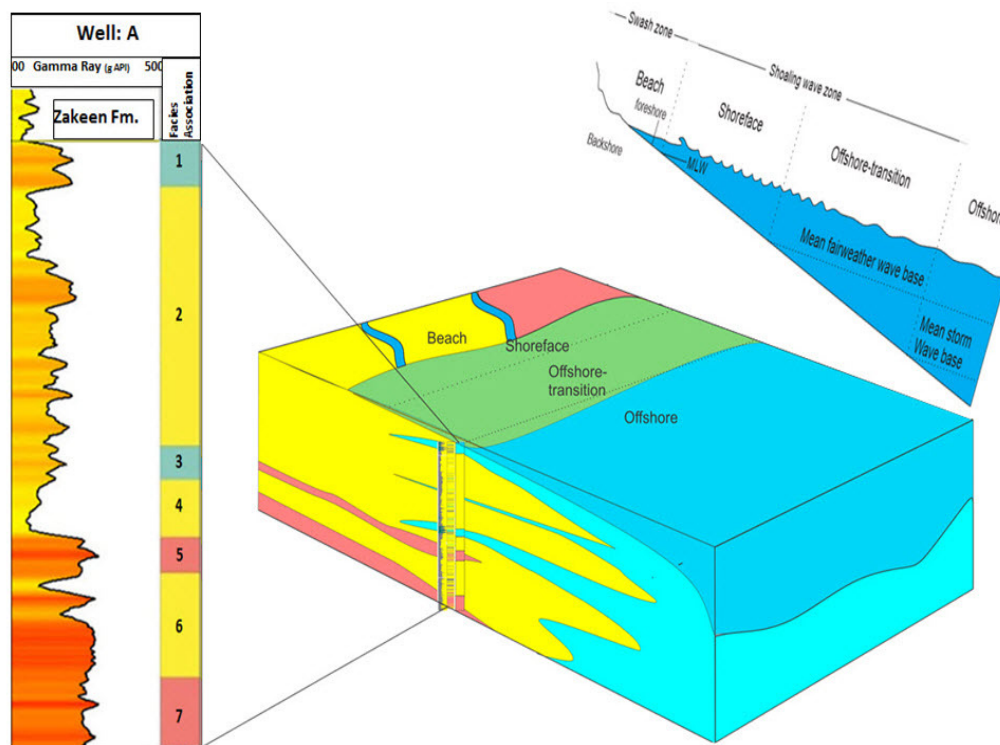 Well: A
00 Gamma Ray (g API) 500
Zakeen Fm.
Facies
Association
1
2
3
4
5
6
7
Swash zone
Shoaling wave zone
Beach
foreshore
Backshore
MLW
Shoreface
Offshore-transition
Offshore
Mean fairweather wave base
Mean storm
Wave base
Beach
Shoreface
Offshore-
transition
Offshore